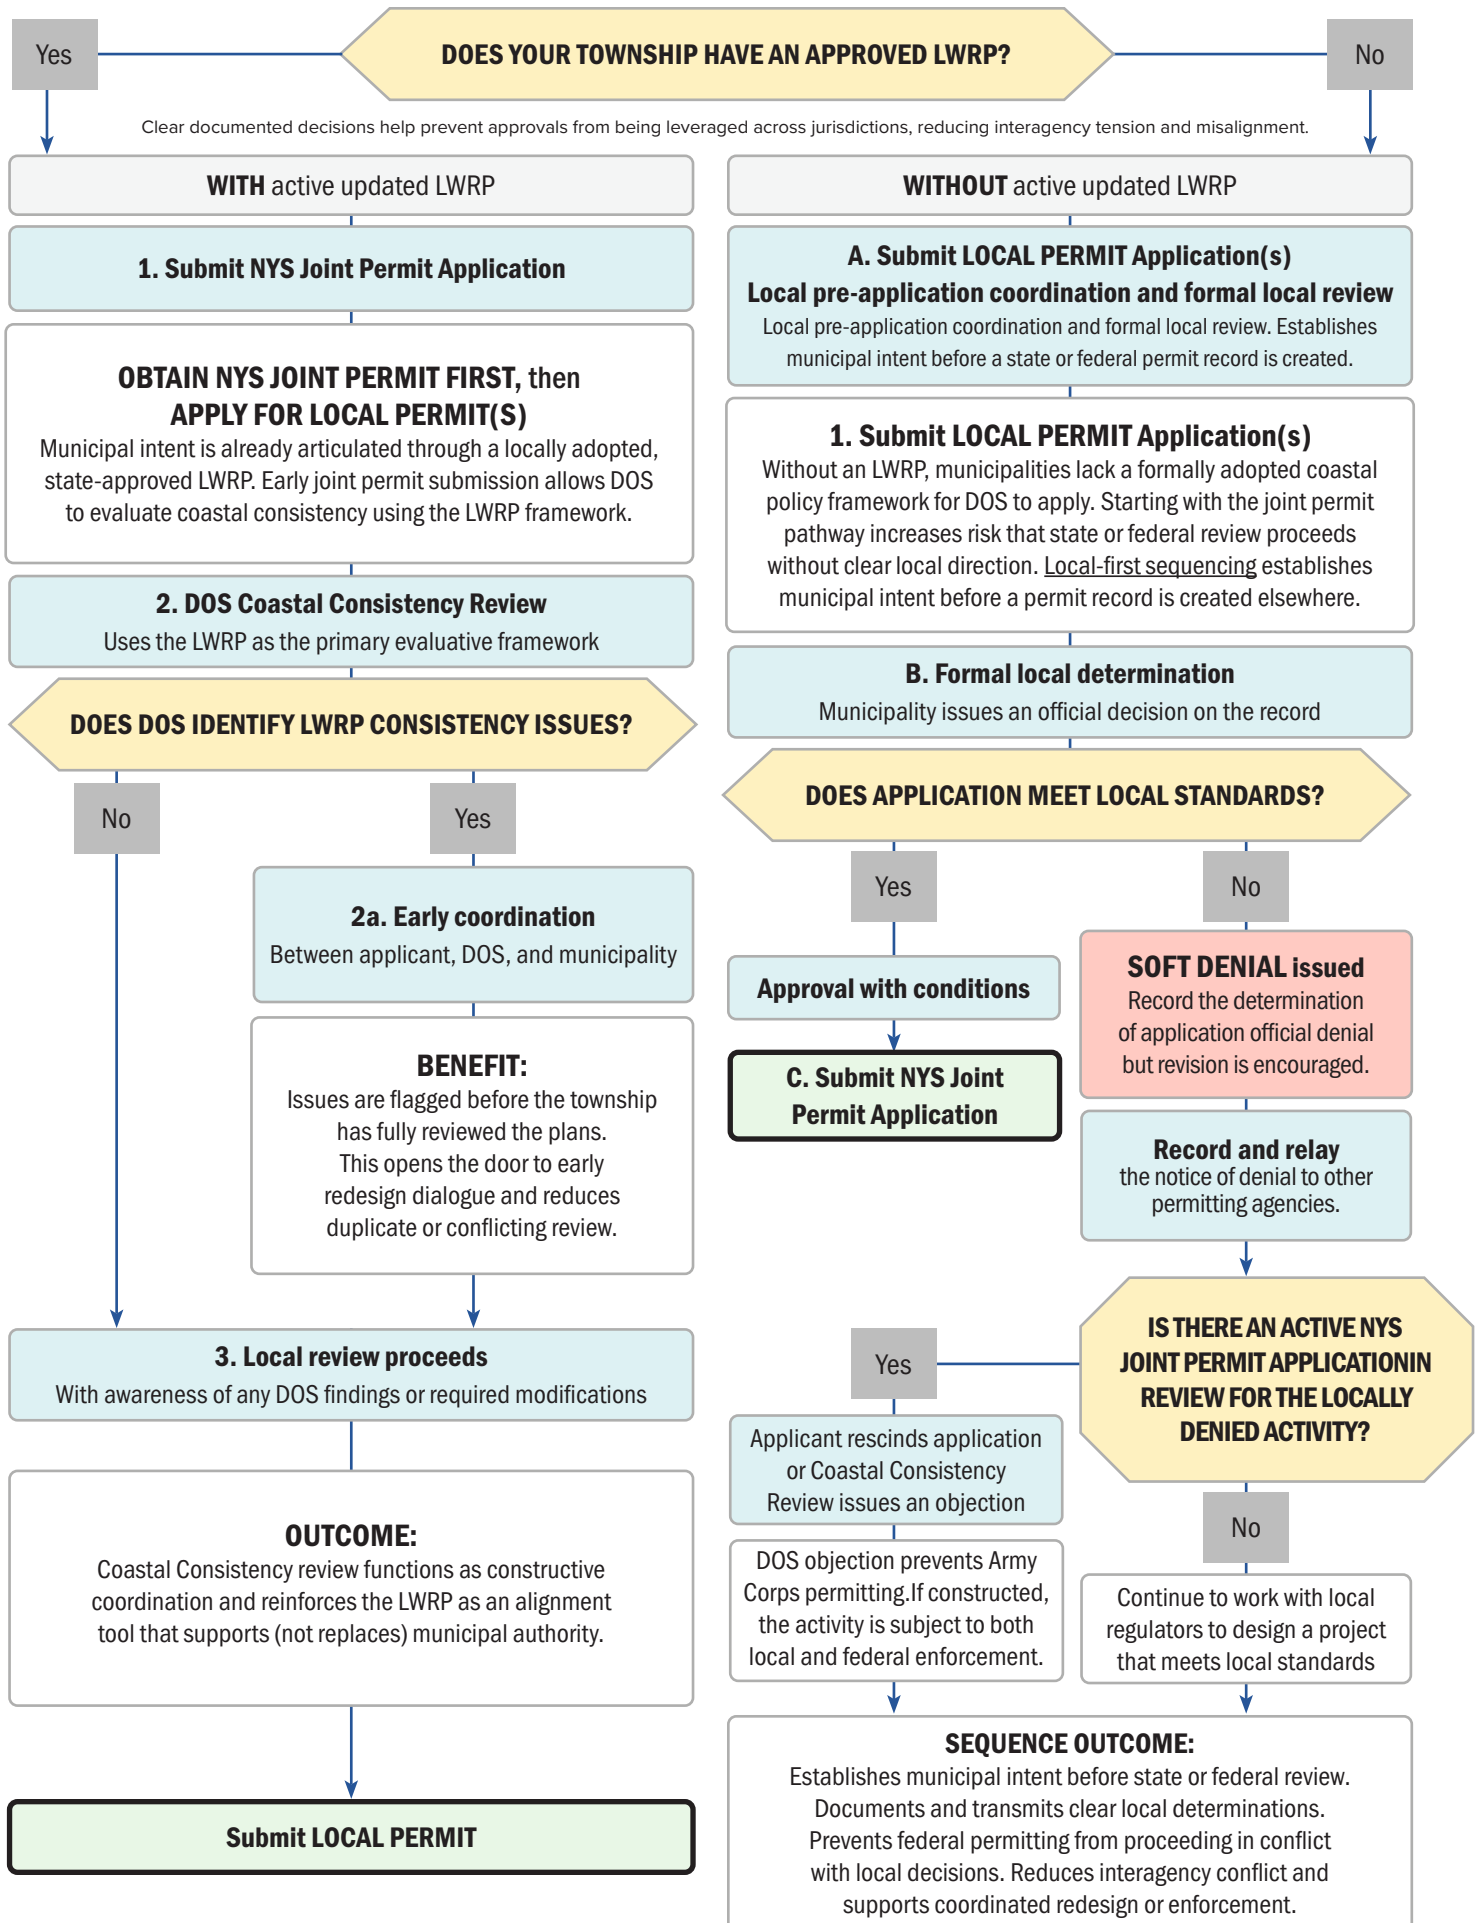 DOES YOUR TOWNSHIP HAVE AN APPROVED LWRP?
Yes
No
Clear documented decisions help prevent approvals from being leveraged across jurisdictions, reducing interagency tension and misalignment.
WITH active updated LWRP
1. Submit NYS Joint Permit Application
OBTAIN NYS JOINT PERMIT FIRST, then
APPLY FOR LOCAL PERMIT(S)
Municipal intent is already articulated through a locally adopted,
state-approved LWRP. Early joint permit submission allows DOS
to evaluate coastal consistency using the LWRP framework.
2. DOS Coastal Consistency Review
Uses the LWRP as the primary evaluative framework
DOES DOS IDENTIFY LWRP CONSISTENCY ISSUES?
No
Yes
2a. Early coordination
Between applicant, DOS, and municipality
BENEFIT:
Issues are flagged before the township
has fully reviewed the plans.
This opens the door to early
redesign dialogue and reduces
duplicate or conflicting review.
3. Local review proceeds
With awareness of any DOS findings or required modifications
OUTCOME:
Coastal Consistency review functions as constructive
coordination and reinforces the LWRP as an alignment
tool that supports (not replaces) municipal authority.
Submit LOCAL PERMIT
WITHOUT active updated LWRP
A. Submit LOCAL PERMIT Application(s)
Local pre-application coordination and formal local review
Local pre-application coordination and formal local review. Establishes
municipal intent before a state or federal permit record is created.
1. Submit LOCAL PERMIT Application(s)
Without an LWRP, municipalities lack a formally adopted coastal
policy framework for DOS to apply. Starting with the joint permit
pathway increases risk that state or federal review proceeds
without clear local direction. Local-first sequencing establishes
municipal intent before a permit record is created elsewhere.
B. Formal local determination
Municipality issues an official decision on the record
DOES APPLICATION MEET LOCAL STANDARDS?
Yes
No
Approval with conditions
C. Submit NYS Joint
Permit Application
SOFT DENIAL issued
Record the determination
of application official denial
but revision is encouraged.
Record and relay
the notice of denial to other
permitting agencies.
IS THERE AN ACTIVE NYS
JOINT PERMIT APPLICATIONIN
REVIEW FOR THE LOCALLY
DENIED ACTIVITY?
Yes
Applicant rescinds application
or Coastal Consistency
Review issues an objection
DOS objection prevents Army
Corps permitting.If constructed,
the activity is subject to both
local and federal enforcement.
No
Continue to work with local
regulators to design a project
that meets local standards
SEQUENCE OUTCOME:
Establishes municipal intent before state or federal review.
Documents and transmits clear local determinations.
Prevents federal permitting from proceeding in conflict
with local decisions. Reduces interagency conflict and
supports coordinated redesign or enforcement.